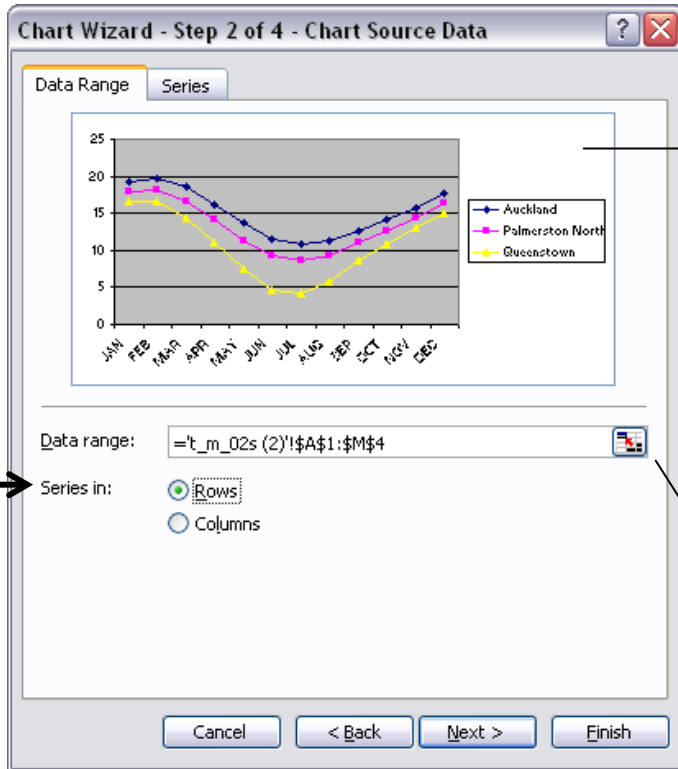 Chart Wizard - Step 2 of 4 - Chart Source Data
Data Range
Series
25
20
15
10
5
0
JAN
FEB
MAR
APR
MAY
JUN
JUL
AUG
SEP
OCT
NOV
DEC
Auckland
Palmerston North
Queenstown
Data range:
='t_m_02s (2)'!$A$1:$M$4
Series in:
Rows
Columns
Cancel
< Back
Next >
Finish